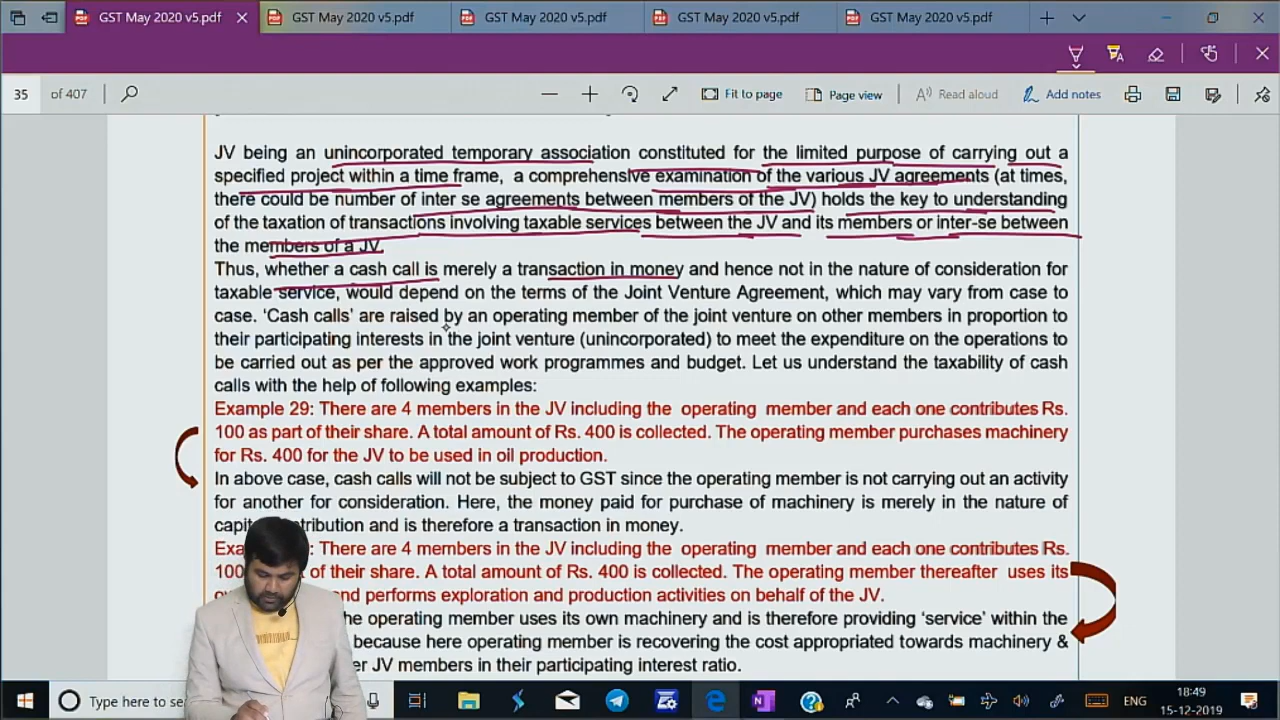 GST May 2020 v5.pdf
GST May 2020 v5.pdf
GST May 2020 v5.pdf
GST May 2020 v5.pdf
GST May 2020 v5.pdf
35 of 407
Fit to page
Page view
Read aloud
Add notes
JV being an unincorporated temporary association constituted for the limited purpose of carrying out a
specified project within a time frame, a comprehensive examination of the various JV agreements (at times,
there could be number of inter se agreements between members of the JV) holds the key to understanding
of the taxation of transactions involving taxable services between the JV and its members or inter-se between
the members of a JV.
Thus, whether a cash call is merely a transaction in money and hence not in the nature of consideration for
taxable service, would depend on the terms of the Joint Venture Agreement, which may vary from case to
case. ‘Cash calls’ are raised by an operating member of the joint venture on other members in proportion to
their participating interests in the joint venture (unincorporated) to meet the expenditure on the operations to
be carried out as per the approved work programmes and budget. Let us understand the taxability of cash
calls with the help of following examples:
Example 29: There are 4 members in the JV including the operating member and each one contributes Rs.
100 as part of their share. A total amount of Rs. 400 is collected. The operating member purchases machinery
for Rs. 400 for the JV to be used in oil production.
In above case, cash calls will not be subject to GST since the operating member is not carrying out an activity
for another for consideration. Here, the money paid for purchase of machinery is merely in the nature of
and is therefore a transaction in money.
There are 4 members in the JV including the operating member and each one contributes Rs.
100 of their share. A total amount of Rs. 400 is collected. The operating member thereafter uses its
performs exploration and production activities on behalf of the JV.
operating member uses its own machinery and is therefore providing ‘service’ within the
because here operating member is recovering the cost appropriated towards machinery &
JV members in their participating interest ratio.
Type here to
ENG
18:49
15-12-2019